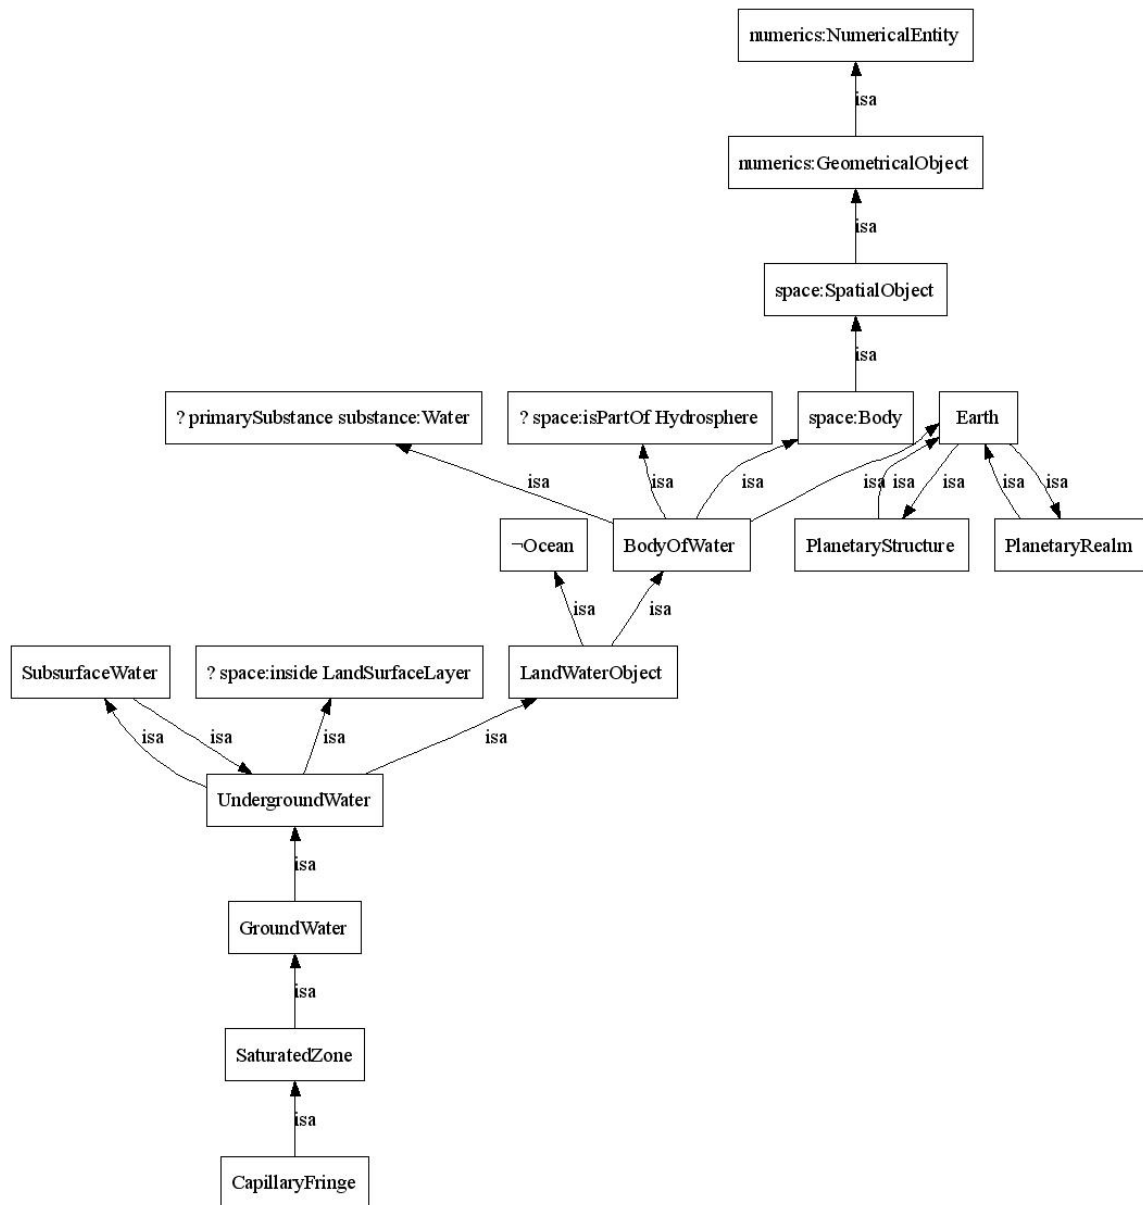 numerics:NumericalEntity
isa
numerics:GeometricalObject
isa
space:SpatialObject
isa
? primarySubstance substance:Water
? space:isPartOf Hydrosphere
space:Body
Earth
isa
isa
isa
isa
isa
isa
isa
isa
¬Ocean
BodyOfWater
PlanetaryStructure
PlanetaryRealm
isa
isa
SubsurfaceWater
? space:inside LandSurfaceLayer
LandWaterObject
isa
isa
isa
isa
UndergroundWater
isa
GroundWater
isa
SaturatedZone
isa
CapillaryFringe